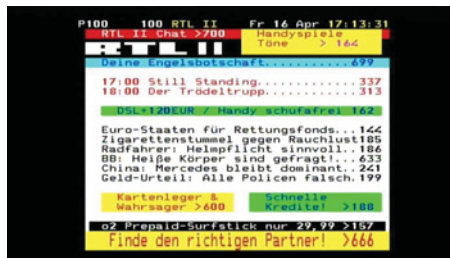 P100 100 RTL II Fr 16 Apr 17:13:31
RTL II Chat >700
Handyspiele
Töne > 164
RTL II
Deine Engelsbotschaft...........699
17:00 Still Standing............337
18:00 Der Trödeltrupp...........313
DSL+120EUR / Handy schufafrei 162
Euro-Staaten für Rettungsfonds..144
Zigarettenstummel gegen Rauchlust185
Radfahrer: Helmpflicht sinnvoll..186
BB: Heiße Körper sind gefragt!...633
China: Mercedes bleibt dominant..241
Geld-Urteil: Alle Policen falsch.199
Kartenleger &
Wahrsager >600
Schnelle
Kredite! >188
o2 Prepaid-Surfstick nur 29,99 >157
Finde den richtigen Partner! >666